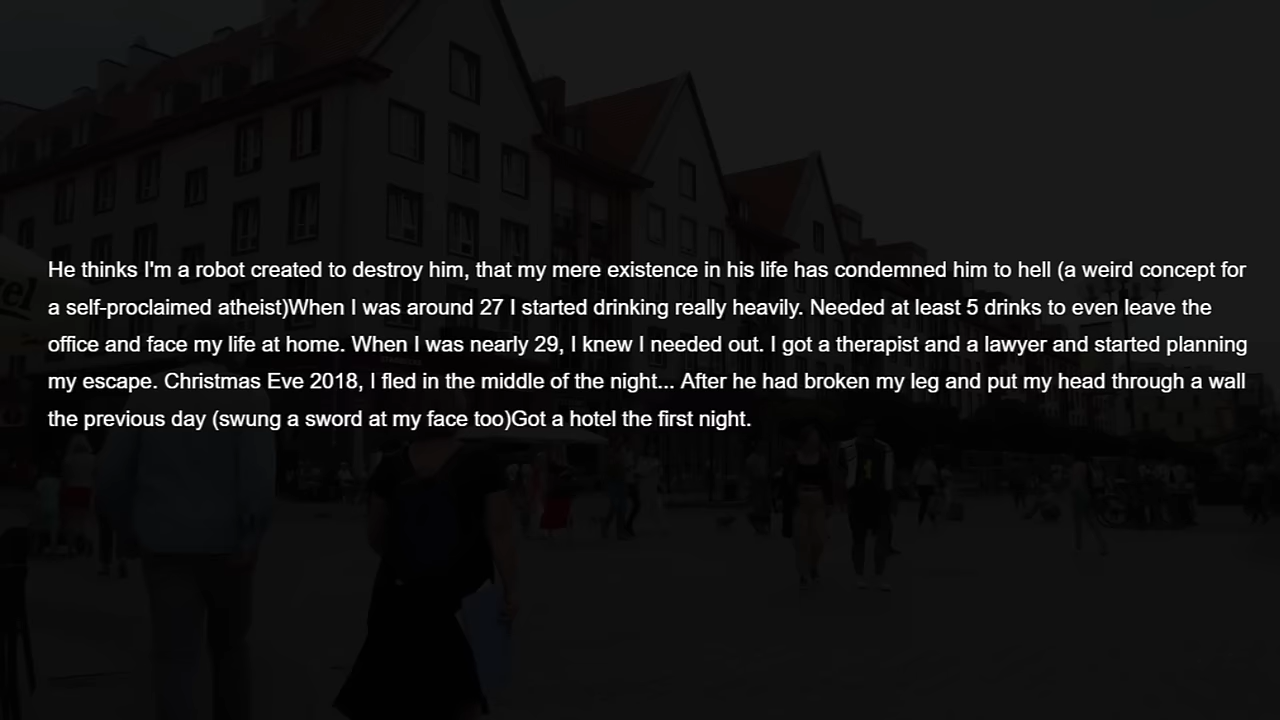 He thinks I'm a robot created to destroy him, that my mere existence in his life has condemned him to hell (a weird concept for
a self-proclaimed atheist)When I was around 27 I started drinking really heavily. Needed at least 5 drinks to even leave the
office and face my life at home. When I was nearly 29, I knew I needed out. I got a therapist and a lawyer and started planning
my escape. Christmas Eve 2018, I fled in the middle of the night... After he had broken my leg and put my head through a wall
the previous day (swung a sword at my face too)Got a hotel the first night.